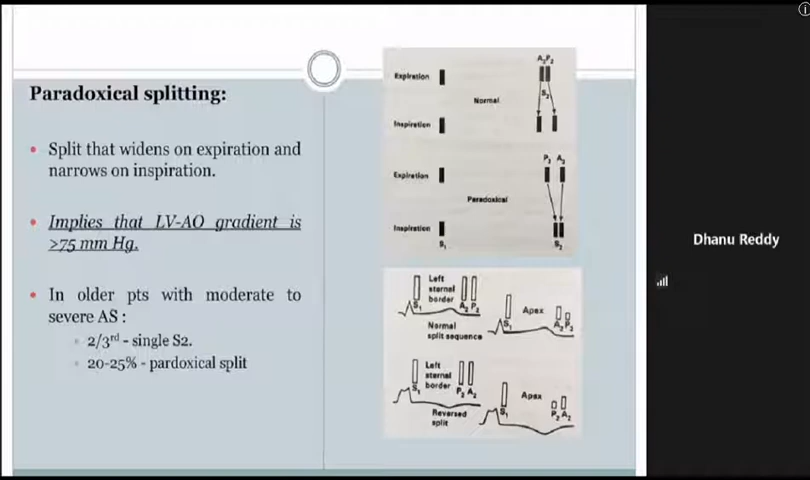 Paradoxical splitting:
Split that widens on expiration and
narrows on inspiration.
Implies that LV-AO gradient is
>75 mm Hg.
In older pts with moderate to
severe AS :
2/3rd - single S2.
20-25% - pardoxical split
Expiration
A2 P2
Normal
S2
Inspiration
Expiration
P2 A2
Paradoxical
Inspiration
S1
S2
Left
sternal
border
S1
A2 P2
Normal
split sequence
Apex
S1
A2 P2
Left
sternal
border
S1
P2 A2
Reversed
split
Apex
S1
P2 A2
Dhanu Reddy